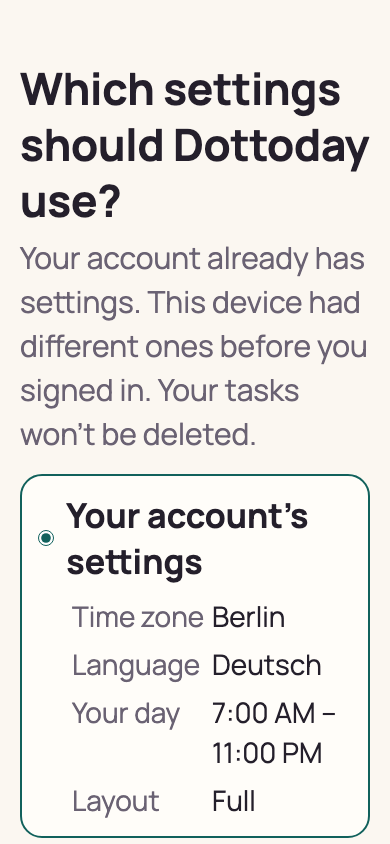 Which settings
should Dottoday
use?
Your account already has
settings. This device had
different ones before you
signed in. Your tasks
won’t be deleted.
Your account’s
settings
Time zone Berlin
Language Deutsch
Your day 7:00 AM –
11:00 PM
Layout Full